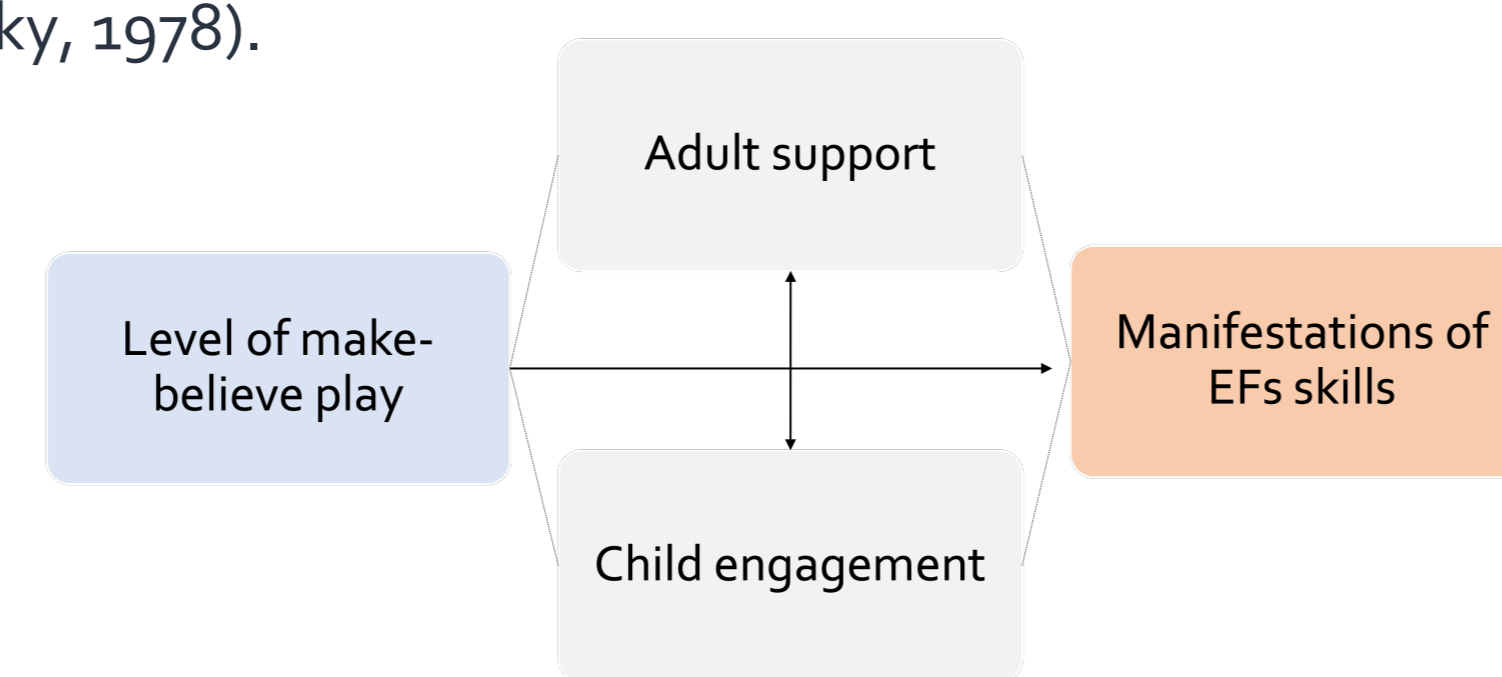 ky, 1978).
Adult support
Level of make-
believe play
Manifestations of
EFs skills
Child engagement